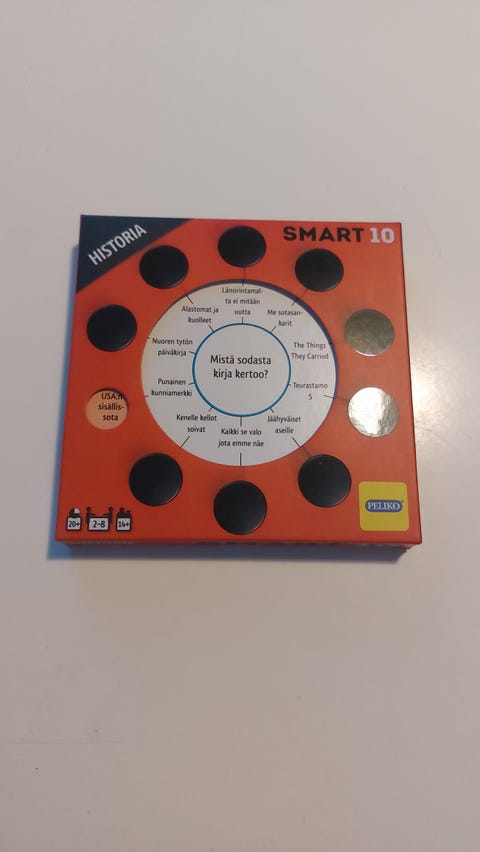 HISTORIA
SMART 10
Länsirintamal-
ta ei mitään
uutta
Me sotasan-
karit
The Things
They Carried
Teurastamo
5
Jäähyväiset
aseille
Kaikki se valo
jota emme näe
Kenelle kellot
soivat
Punainen
kunniamerkki
Nuoren tytön
päiväkirja
Alastomat ja
kuolleet
Mistä sodasta
kirja kertoo?
USA:n
sisällis-
sota
20+
2-8
14+
PELIKO